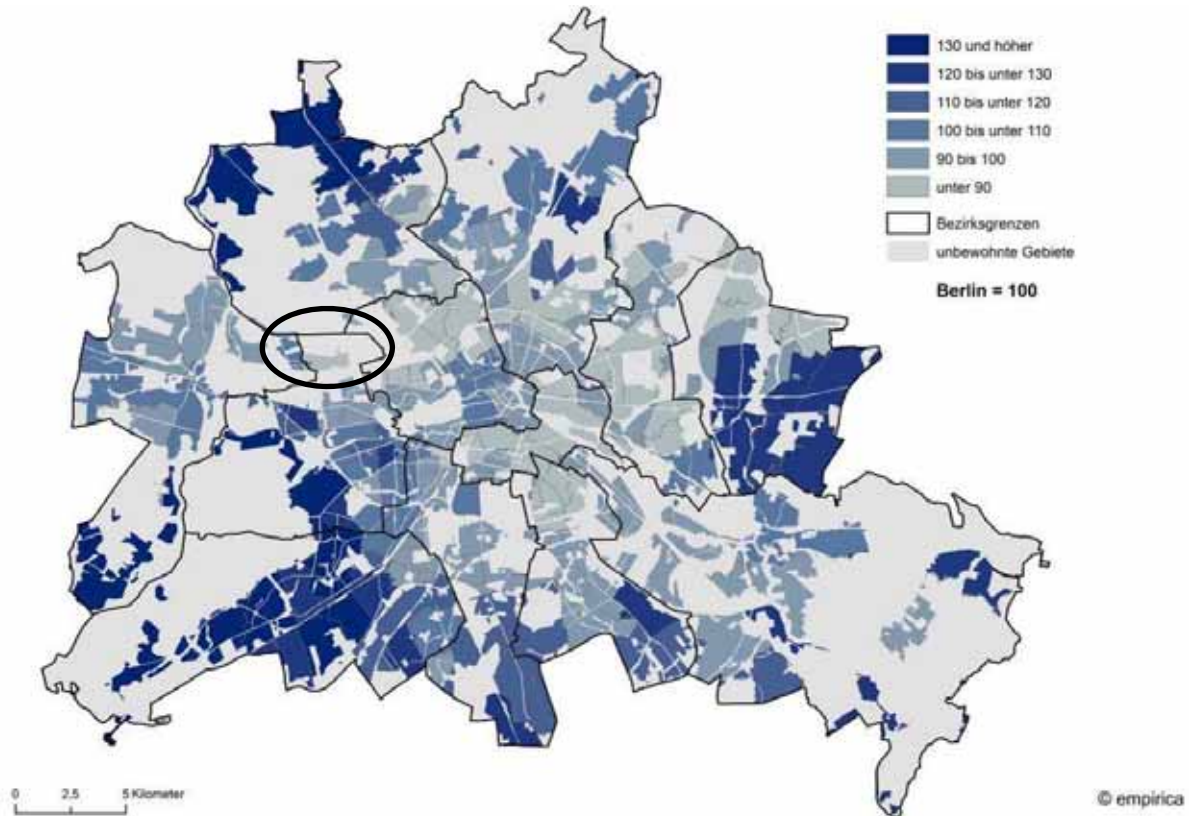 130 und höher
120 bis unter 130
110 bis unter 120
100 bis unter 110
90 bis 100
unter 90
Bezirksgrenzen
unbewohnte Gebiete
Berlin = 100
0 2,5 5 Kilometer
© empirica